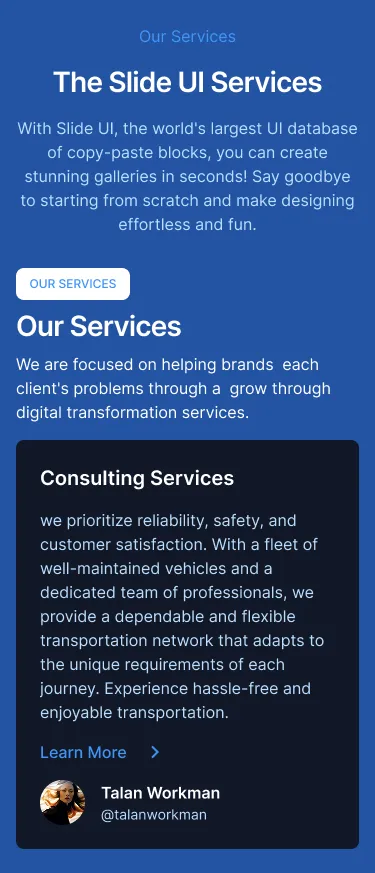 Our Services
The Slide UI Services
With Slide UI, the world's largest UI database
of copy-paste blocks, you can create
stunning galleries in seconds! Say goodbye
to starting from scratch and make designing
effortless and fun.
OUR SERVICES
Our Services
We are focused on helping brands  each
client's problems through a  grow through
digital transformation services.
Consulting Services
we prioritize reliability, safety, and
customer satisfaction. With a fleet of
well-maintained vehicles and a
dedicated team of professionals, we
provide a dependable and flexible
transportation network that adapts to
the unique requirements of each
journey. Experience hassle-free and
enjoyable transportation.
Learn More
Talan Workman
@talanworkman